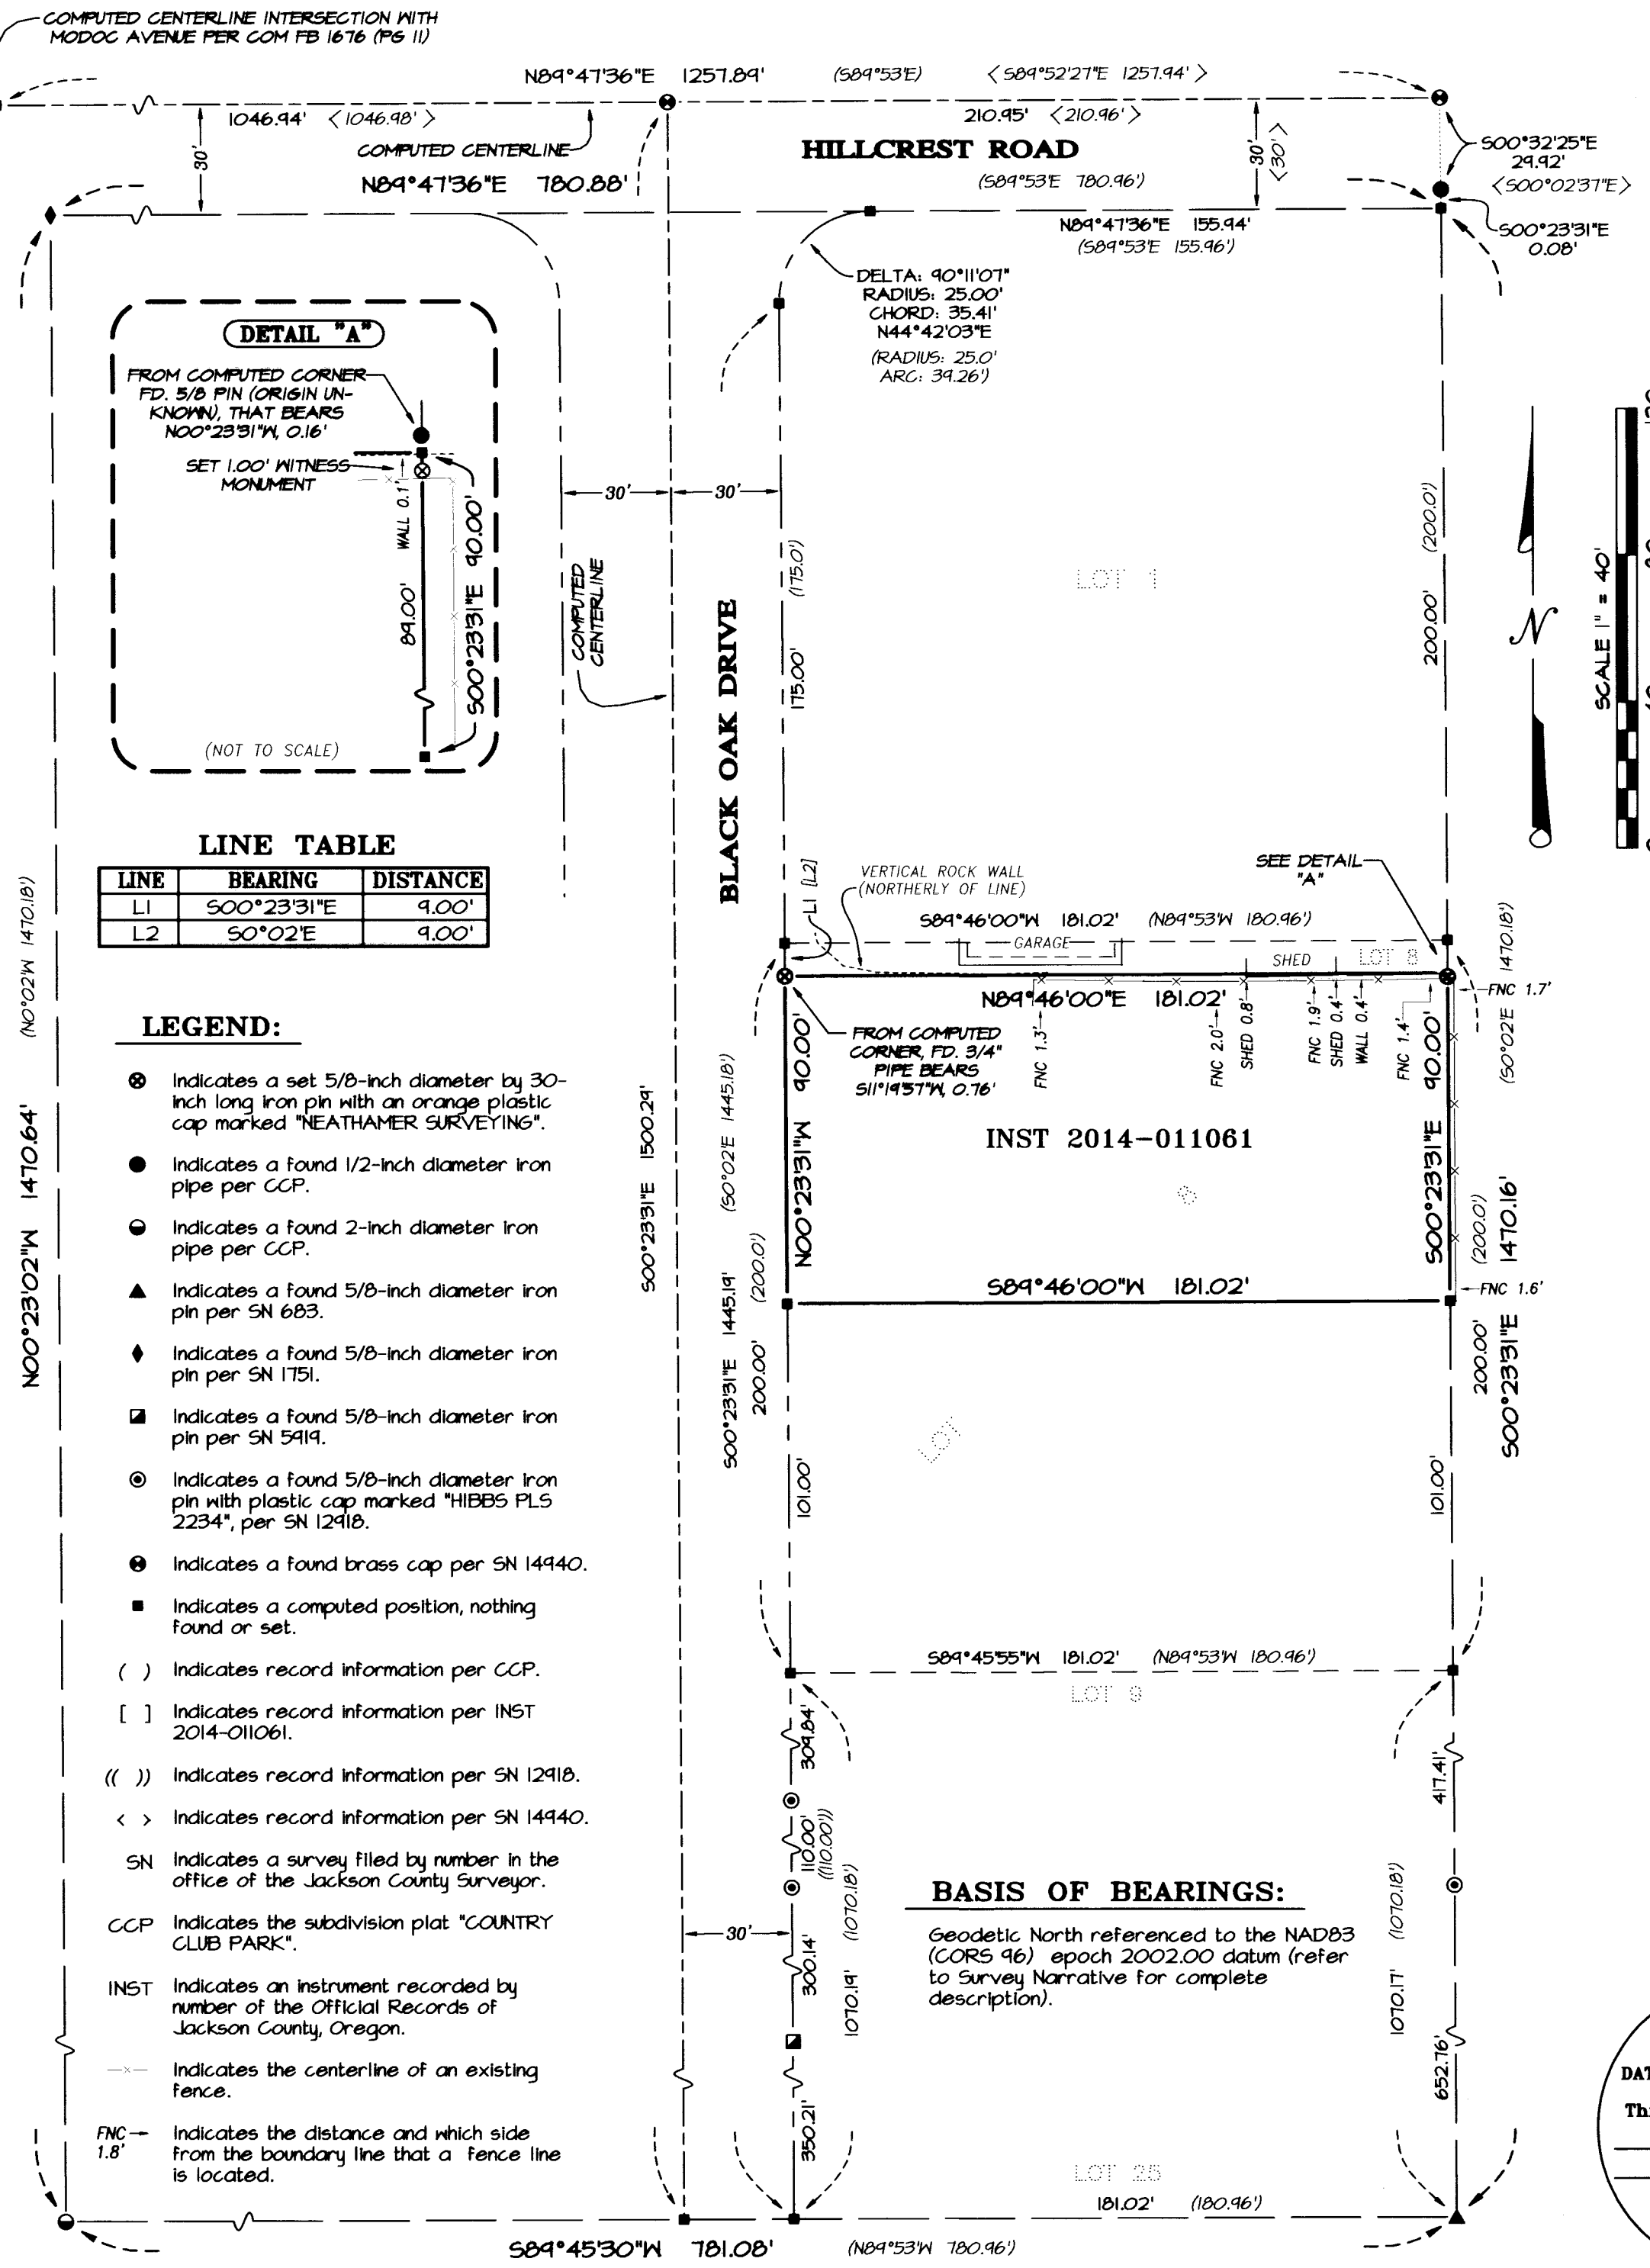 COMPUTED CENTERLINE INTERSECTION WITH
MODOC AVENUE PER COM FB 1676 (PG 11)
N89°47'36"E 1257.89' (S89°53'E) <S89°52'27"E 1257.94'>
1046.94' <1046.98'>
210.95' <210.96'>
COMPUTED CENTERLINE
HILLCREST ROAD
30'
30'
<30'>
S00°32'25"E
29.92'
<S00°02'37"E>
N89°47'36"E 780.88'
(S89°53'E 780.96')
N89°47'36"E 155.94'
(S89°53'E 155.96')
S00°23'31"E
0.08'
DELTA: 90°11'07"
RADIUS: 25.00'
CHORD: 35.41'
N44°42'03"E
(RADIUS: 25.0'
ARC: 39.26')
DETAIL "A"
FROM COMPUTED CORNER
FD. 5/8 PIN (ORIGIN UN-
KNOWN), THAT BEARS
N00°23'31"W, 0.16'
SET 1.00' WITNESS
MONUMENT
WALL 0.1'
89.00'
S00°23'31"E 90.00'
(NOT TO SCALE)
30'
30'
COMPUTED
CENTERLINE
BLACK OAK DRIVE
175.00' (175.0')
LOT 1
200.00' (200.0')
N
SCALE 1" = 40'
LINE TABLE
LINE BEARING DISTANCE
L1 S00°23'31"E 9.00'
L2 S0°02'E 9.00'
L1 [L2]
VERTICAL ROCK WALL
(NORTHERLY OF LINE)
SEE DETAIL
"A"
S89°46'00"W 181.02' (N89°53'W 180.96')
GARAGE
SHED
LOT 8
N89°46'00"E 181.02'
FNC 1.7'
FROM COMPUTED
CORNER, FD. 3/4"
PIPE BEARS
S11°19'57"W, 0.76'
FNC 1.3'
FNC 2.0'
SHED 0.8'
FNC 1.9'
SHED 0.4'
WALL 0.4'
FNC 1.4'
N00°23'31"W 90.00'
INST 2014-011061
8
S00°23'31"E 90.00'
S89°46'00"W 181.02'
FNC 1.6'
(S0°02'E 1470.18')
S00°23'31"E 1470.16'
200.00' (200.0')
N00°23'02"W 1470.64'
(N0°02'W 1470.18')
S00°23'31"E 1500.29'
S00°23'31"E 1445.19' (S0°02'E 1445.18')
200.00' (200.0')
LEGEND:
Indicates a set 5/8-inch diameter by 30-
inch long iron pin with an orange plastic
cap marked "NEATHAMER SURVEYING".
Indicates a found 1/2-inch diameter iron
pipe per CCP.
Indicates a found 2-inch diameter iron
pipe per CCP.
Indicates a found 5/8-inch diameter iron
pin per SN 683.
Indicates a found 5/8-inch diameter iron
pin per SN 1751.
Indicates a found 5/8-inch diameter iron
pin per SN 5919.
Indicates a found 5/8-inch diameter iron
pin with plastic cap marked "HIBBS PLS
2234", per SN 12918.
Indicates a found brass cap per SN 14940.
Indicates a computed position, nothing
found or set.
( ) Indicates record information per CCP.
[ ] Indicates record information per INST
2014-011061.
(( )) Indicates record information per SN 12918.
< > Indicates record information per SN 14940.
SN Indicates a survey filed by number in the
office of the Jackson County Surveyor.
CCP Indicates the subdivision plat "COUNTRY
CLUB PARK".
INST Indicates an instrument recorded by
number of the Official Records of
Jackson County, Oregon.
Indicates the centerline of an existing
fence.
FNC Indicates the distance and which side
1.8' from the boundary line that a fence line
is located.
101.00'
LOT
101.00'
S89°45'55"W 181.02' (N89°53'W 180.96')
LOT 9
309.84'
110.00'
((110.00'))
300.14'
350.21'
1070.19' (1070.18')
30'
417.41'
652.76'
1070.17' (1070.18')
BASIS OF BEARINGS:
Geodetic North referenced to the NAD83
(CORS 96) epoch 2002.00 datum (refer
to Survey Narrative for complete
description).
LOT 25
181.02' (180.96')
S89°45'30"W 781.08' (N89°53'W 780.96')